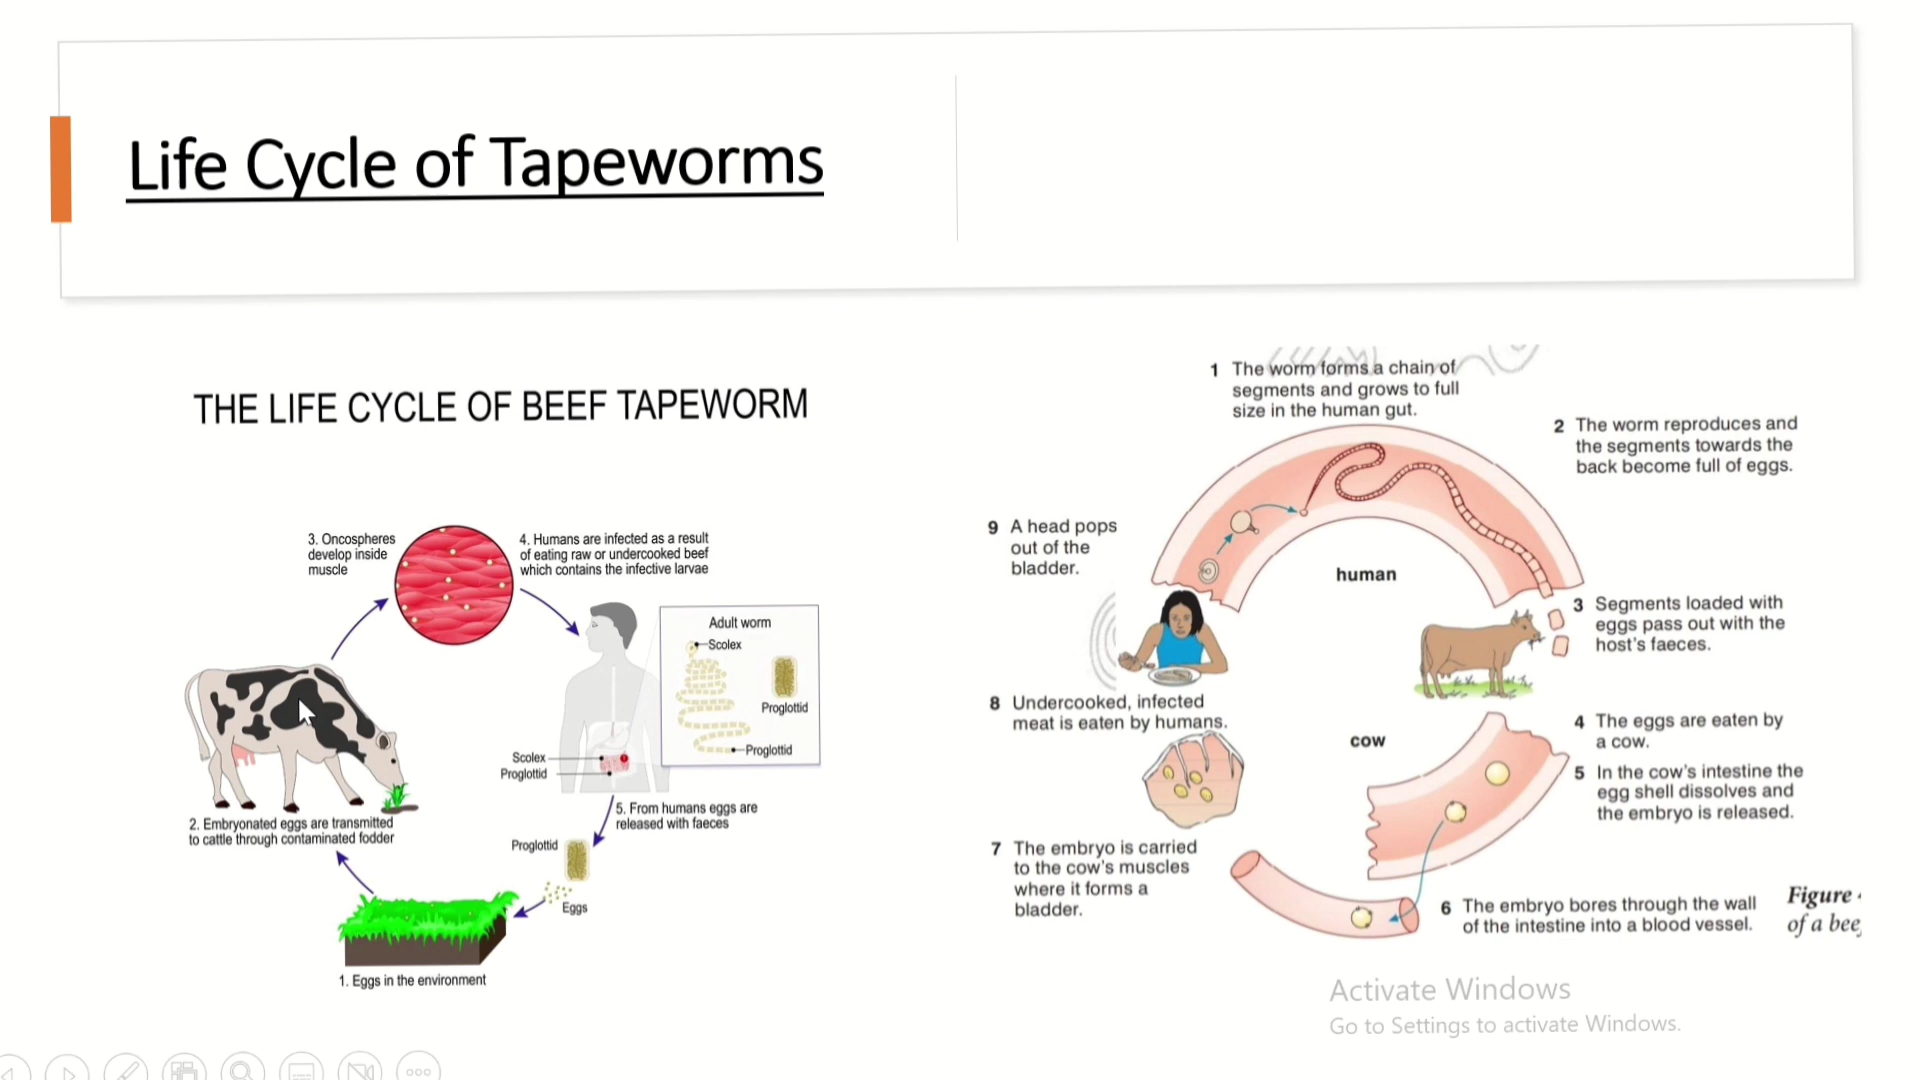 Life Cycle of Tapeworms
THE LIFE CYCLE OF BEEF TAPEWORM
3. Oncospheres
develop inside
muscle
4. Humans are infected as a result
of eating raw or undercooked beef
which contains the infective larvae
Adult worm
Scolex
Proglottid
Proglottid
Scolex
Proglottid
2. Embryonated eggs are transmitted
to cattle through contaminated fodder
5. From humans eggs are
released with faeces
Proglottid
Eggs
1. Eggs in the environment
1 The worm forms a chain of
segments and grows to full
size in the human gut.
2 The worm reproduces and
the segments towards the
back become full of eggs.
9 A head pops
out of the
bladder.
human
3 Segments loaded with
eggs pass out with the
host's faeces.
8 Undercooked, infected
meat is eaten by humans.
cow
4 The eggs are eaten by
a cow.
5 In the cow's intestine the
egg shell dissolves and
the embryo is released.
7 The embryo is carried
to the cow's muscles
where it forms a
bladder.
6 The embryo bores through the wall
of the intestine into a blood vessel.
Figure
of a bee
Activate Windows
Go to Settings to activate Windows.